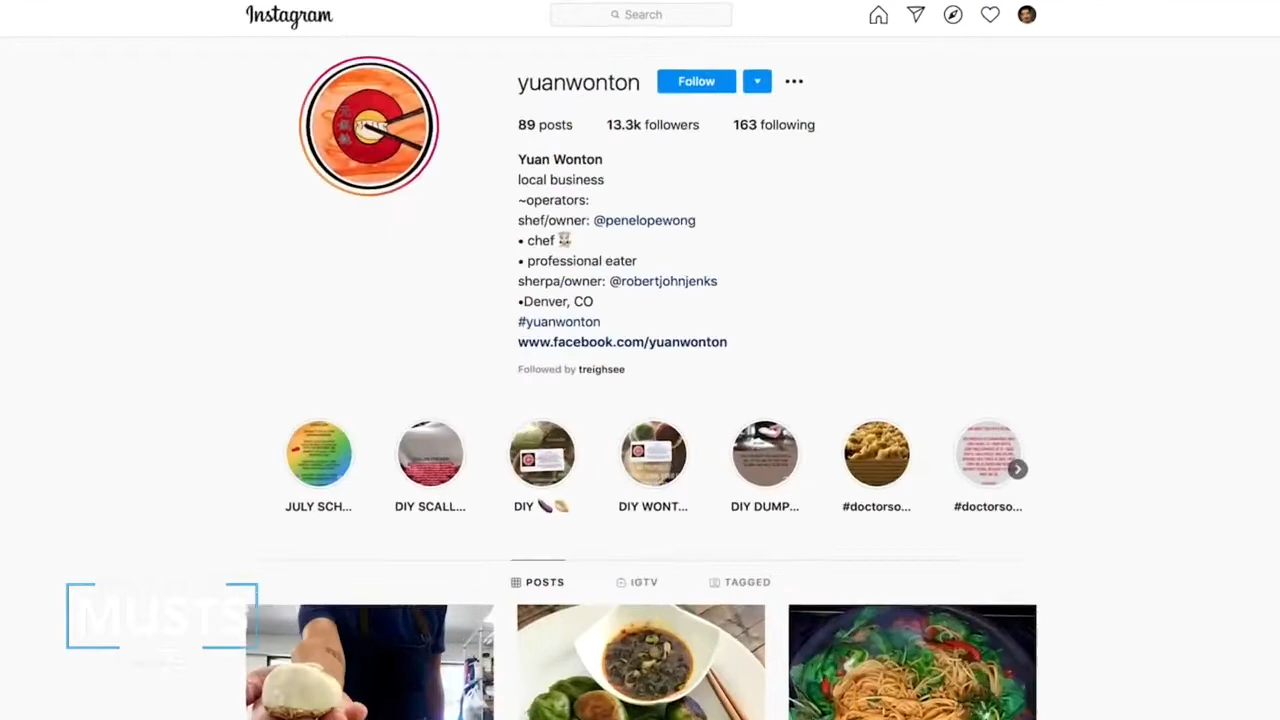 Instagram
Search
yuanwonton
Follow
89 posts 13.3k followers 163 following
Yuan Wonton
local business
~operators:
shef/owner: @penelopewong
• chef
• professional eater
sherpa/owner: @robertjohnjenks
•Denver, CO
#yuanwonton
www.facebook.com/yuanwonton
Followed by treighsee
JULY SCH... DIY SCALL... DIY 🍆🥟 DIY WONT... DIY DUMP... #doctorso... #doctorso...
POSTS IGTV TAGGED
MUSTS